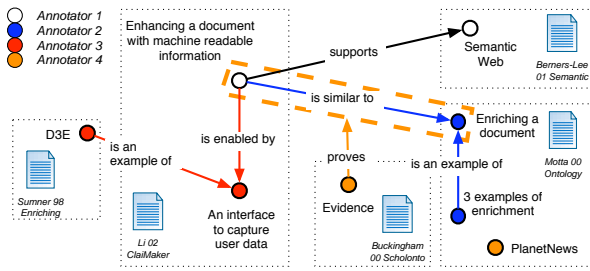 Annotator 1
Annotator 2
Annotator 3
Annotator 4
Enhancing a document
with machine readable
information
supports
Semantic
Web
Berners-Lee
01 Semantic
is similar to
Enriching a
document
D3E
is an
example of
is enabled by
proves
is an example of
Motta 00
Ontology
Sumner 98
Enriching
An interface
to capture
user data
Li 02
ClaiMaker
Evidence
Buckingham
00 Scholonto
3 examples of
enrichment
PlanetNews